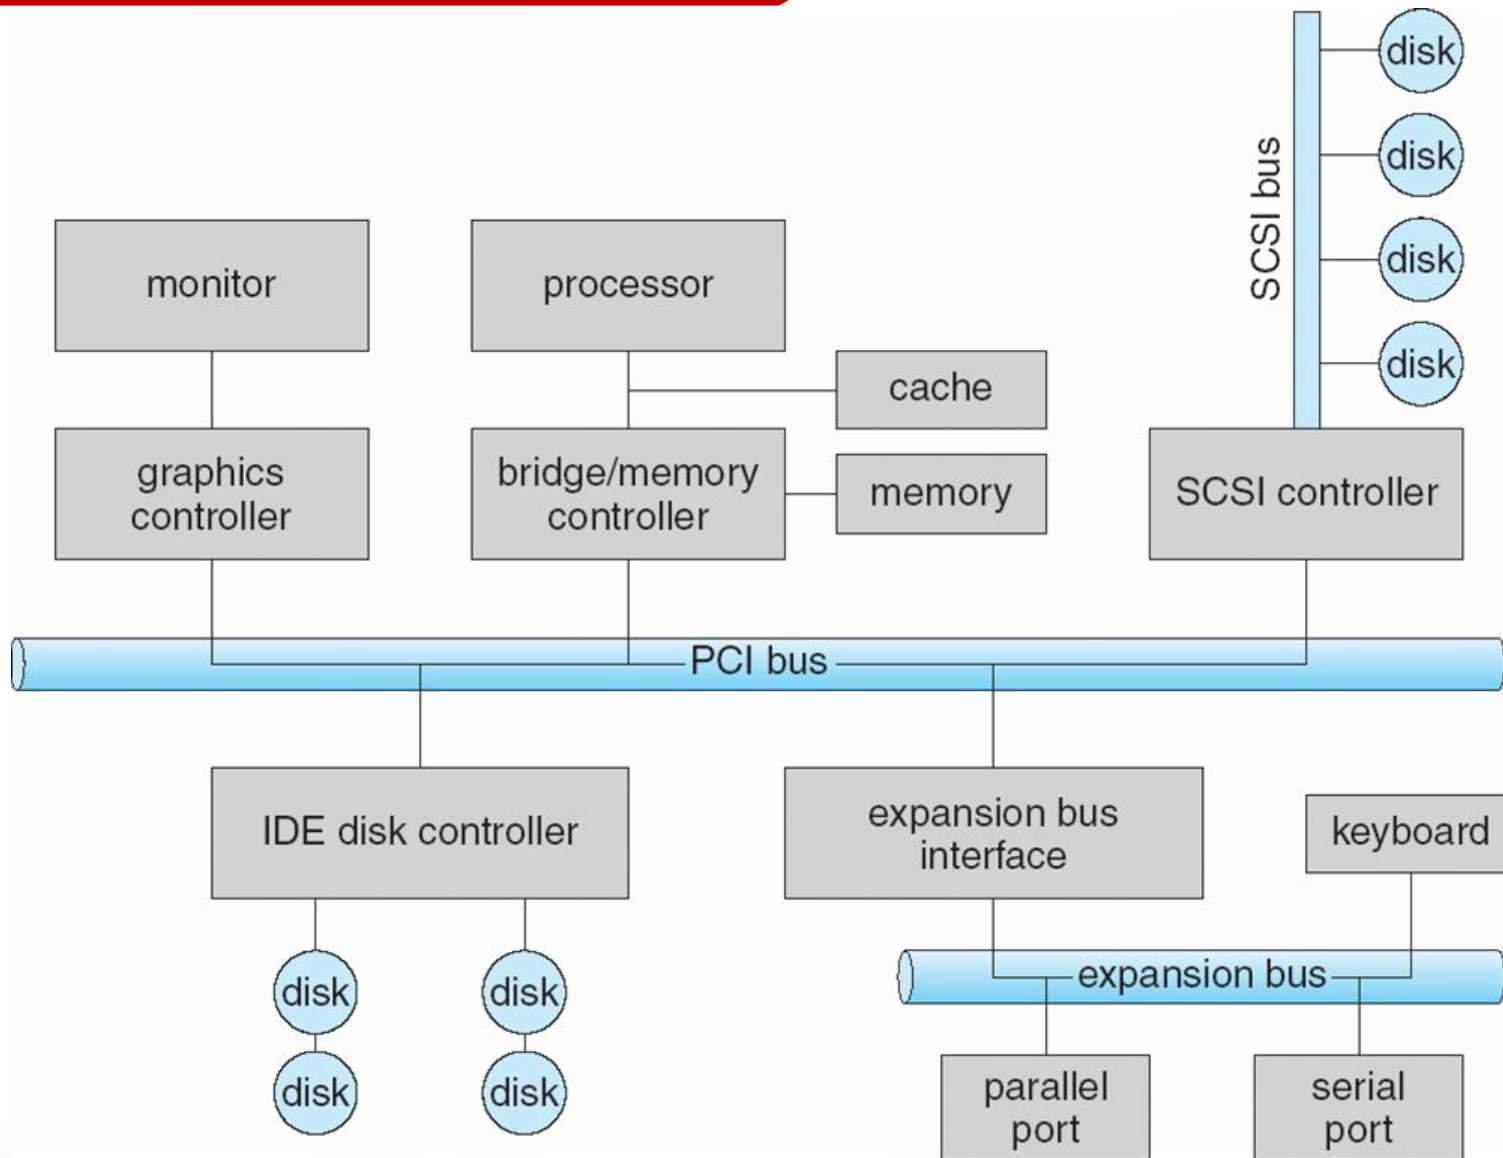 disk
disk
disk
disk
SCSI bus
monitor
processor
cache
graphics
controller
bridge/memory
controller
memory
SCSI controller
PCI bus
IDE disk controller
expansion bus
interface
keyboard
disk
disk
expansion bus
disk
disk
parallel
port
serial
port